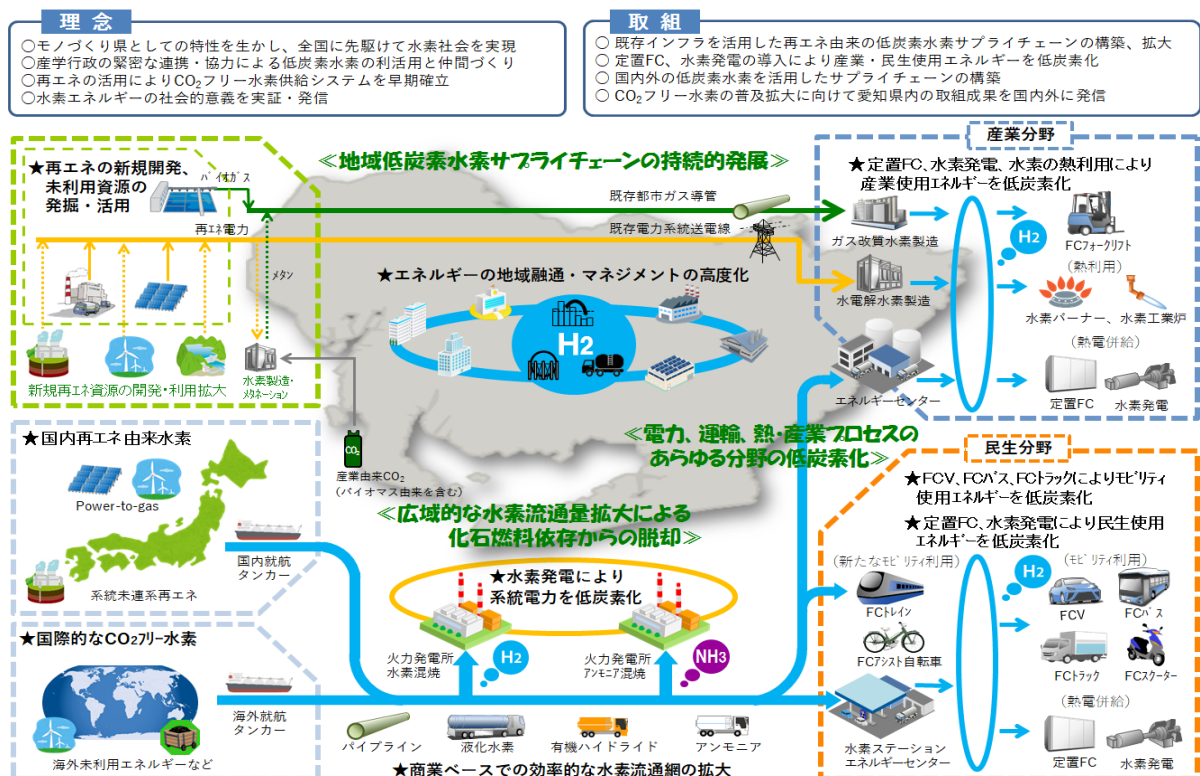 理念
○モノづくり県としての特性を生かし、全国に先駆けて水素社会を実現
○産学行政の緊密な連携・協力による低炭素水素の利活用と仲間づくり
○再エネの活用によりCO₂フリー水素供給システムを早期確立
○水素エネルギーの社会的意義を実証・発信
取組
○ 既存インフラを活用した再エネ由来の低炭素水素サプライチェーンの構築、拡大
○ 定置FC、水素発電の導入により産業・民生使用エネルギーを低炭素化
○ 国内外の低炭素水素を活用したサプライチェーンの構築
○ CO₂フリー水素の普及拡大に向けて愛知県内の取組成果を国内外に発信
★再エネの新規開発、
未利用資源の
発掘・活用
バイオガス
再エネ電力
メタン
新規再エネ資源の開発・利用拡大
水素製造・
メタネーション
≪地域低炭素水素サプライチェーンの持続的発展≫
既存都市ガス導管
既存電力系統送電線
★エネルギーの地域融通・マネジメントの高度化
H2
CO₂
産業由来CO₂
(バイオマス由来を含む)
≪電力、運輸、熱・産業プロセスの
あらゆる分野の低炭素化≫
≪広域的な水素流通量拡大による
化石燃料依存からの脱却≫
産業分野
★定置FC、水素発電、水素の熱利用により
産業使用エネルギーを低炭素化
ガス改質水素製造
H2
FCフォークリフト
(熱利用)
水電解水素製造
水素バーナー、水素工業炉
(熱電併給)
エネルギーセンター
定置FC
水素発電
★国内再エネ由来水素
Power-to-gas
系統未連系再エネ
国内就航
タンカー
★国際的なCO₂フリー水素
海外就航
タンカー
海外未利用エネルギーなど
★水素発電により
系統電力を低炭素化
火力発電所
水素混焼
H2
火力発電所
アンモニア混焼
NH3
パイプライン
液化水素
有機ハイドライド
アンモニア
★商業ベースでの効率的な水素流通網の拡大
民生分野
★FCV、FCバス、FCトラックによりモビリティ
使用エネルギーを低炭素化
★定置FC、水素発電により民生使用
エネルギーを低炭素化
(新たなモビリティ利用)
H2
(モビリティ利用)
FCトレイン
FCV
FCバス
FCアシスト自転車
FCトラック
FCスクーター
(熱電併給)
水素ステーション
エネルギーセンター
定置FC
水素発電